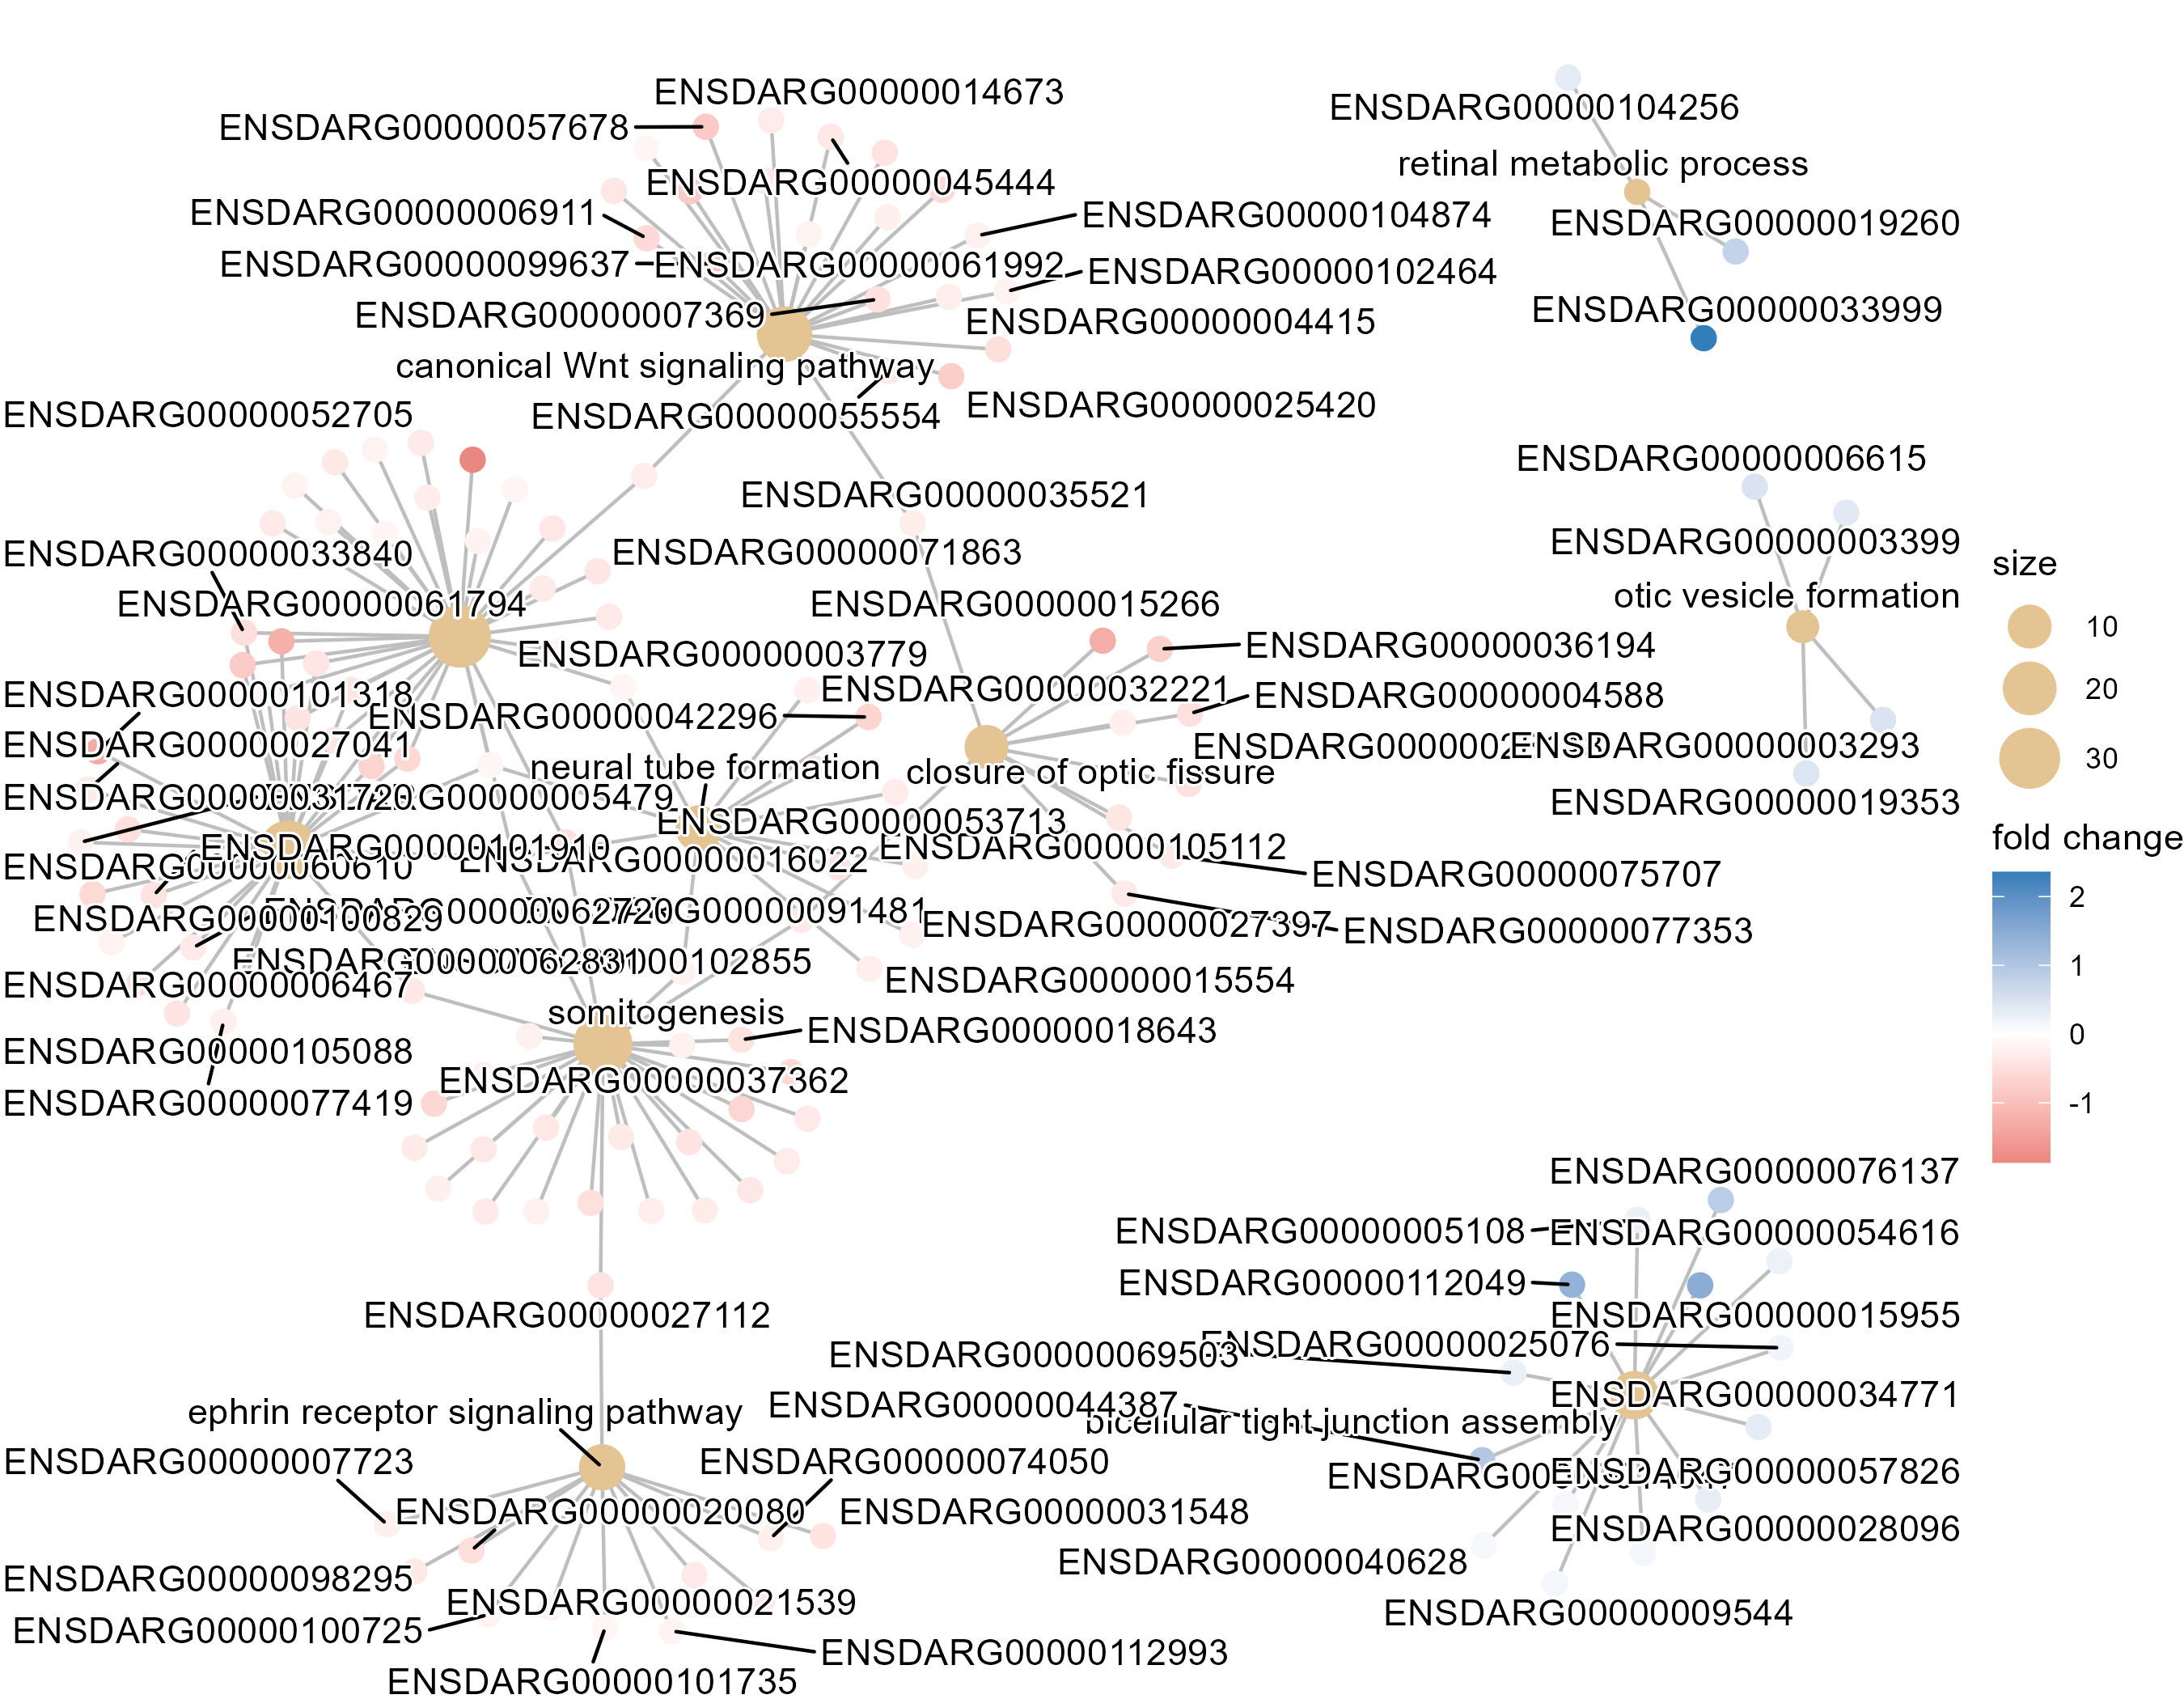 ENSDARG00000014673
ENSDARG00000057678
ENSDARG00000104256
retinal metabolic process
ENSDARG00000045444
ENSDARG00000006911
ENSDARG00000104874
ENSDARG00000019260
ENSDARG00000099637
ENSDARG00000061992
ENSDARG00000102464
ENSDARG00000007369
ENSDARG00000004415
ENSDARG00000033999
canonical Wnt signaling pathway
ENSDARG00000052705
ENSDARG00000055554
ENSDARG00000025420
ENSDARG00000006615
ENSDARG00000035521
ENSDARG00000033840
ENSDARG00000071863
ENSDARG00000003399
size
ENSDARG00000061794
ENSDARG00000015266
otic vesicle formation
10
ENSDARG00000003779
ENSDARG00000036194
ENSDARG00000101318
ENSDARG00000032221
ENSDARG00000004588
20
ENSDARG00000042296
ENSDARG00000027041
ENSDARG00000003293
30
neural tube formation
closure of optic fissure
ENSDARG00000031720
ENSDARG00000005479
ENSDARG00000019353
ENSDARG00000053713
fold change
ENSDARG00000101910
ENSDARG00000105112
ENSDARG00000060610
ENSDARG00000016022
ENSDARG00000075707
2
ENSDARG00000100829
ENSDARG00000091481
ENSDARG00000027397
ENSDARG00000077353
1
ENSDARG00000006467
ENSDARG00000015554
somitogenesis
ENSDARG00000018643
0
ENSDARG00000105088
ENSDARG00000037362
ENSDARG00000077419
-1
ENSDARG00000076137
ENSDARG00000005108
ENSDARG00000054616
ENSDARG00000112049
ENSDARG00000027112
ENSDARG00000015955
ENSDARG00000025076
ENSDARG00000069503
ENSDARG00000034771
ephrin receptor signaling pathway
ENSDARG00000044387
bicellular tight junction assembly
ENSDARG00000007723
ENSDARG00000074050
ENSDARG00000057826
ENSDARG00000020080
ENSDARG00000031548
ENSDARG00000028096
ENSDARG00000040628
ENSDARG00000098295
ENSDARG00000021539
ENSDARG00000009544
ENSDARG00000100725
ENSDARG00000112993
ENSDARG00000101735